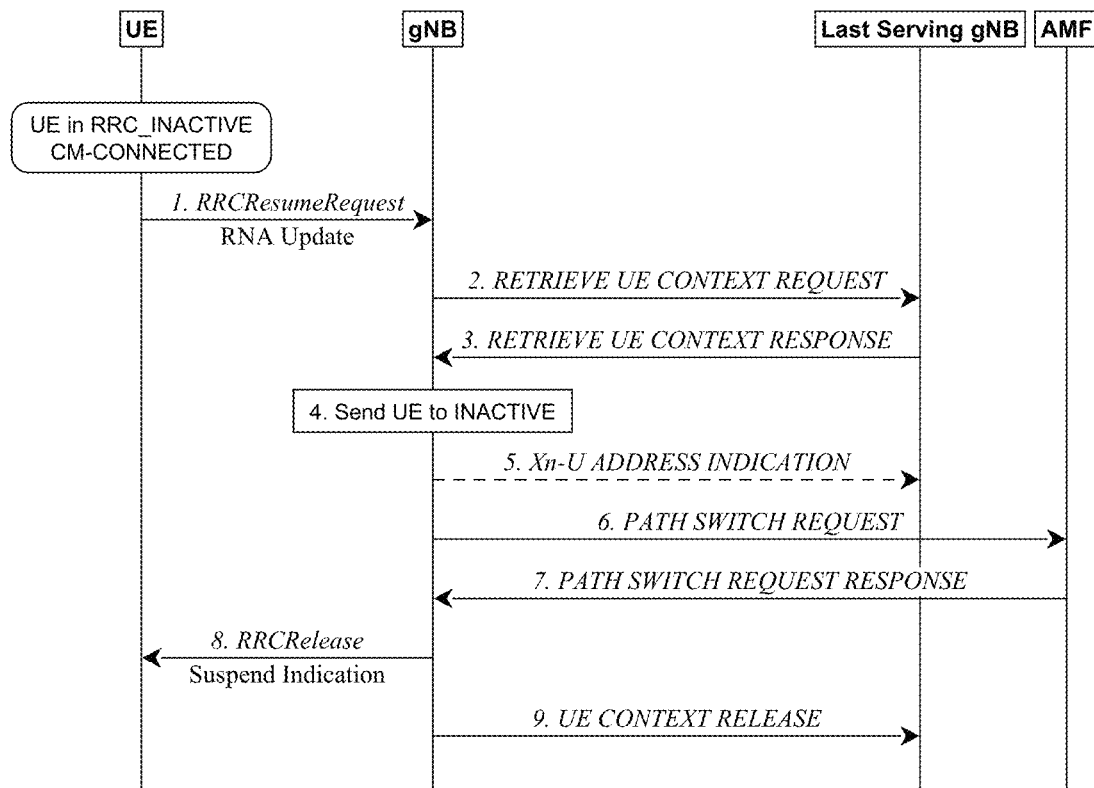 UE
gNB
Last Serving gNB
AMF
UE in RRC_INACTIVE
CM-CONNECTED
1. RRCResumeRequest
RNA Update
2. RETRIEVE UE CONTEXT REQUEST
3. RETRIEVE UE CONTEXT RESPONSE
4. Send UE to INACTIVE
5. Xn-U ADDRESS INDICATION
6. PATH SWITCH REQUEST
7. PATH SWITCH REQUEST RESPONSE
8. RRCRelease
Suspend Indication
9. UE CONTEXT RELEASE